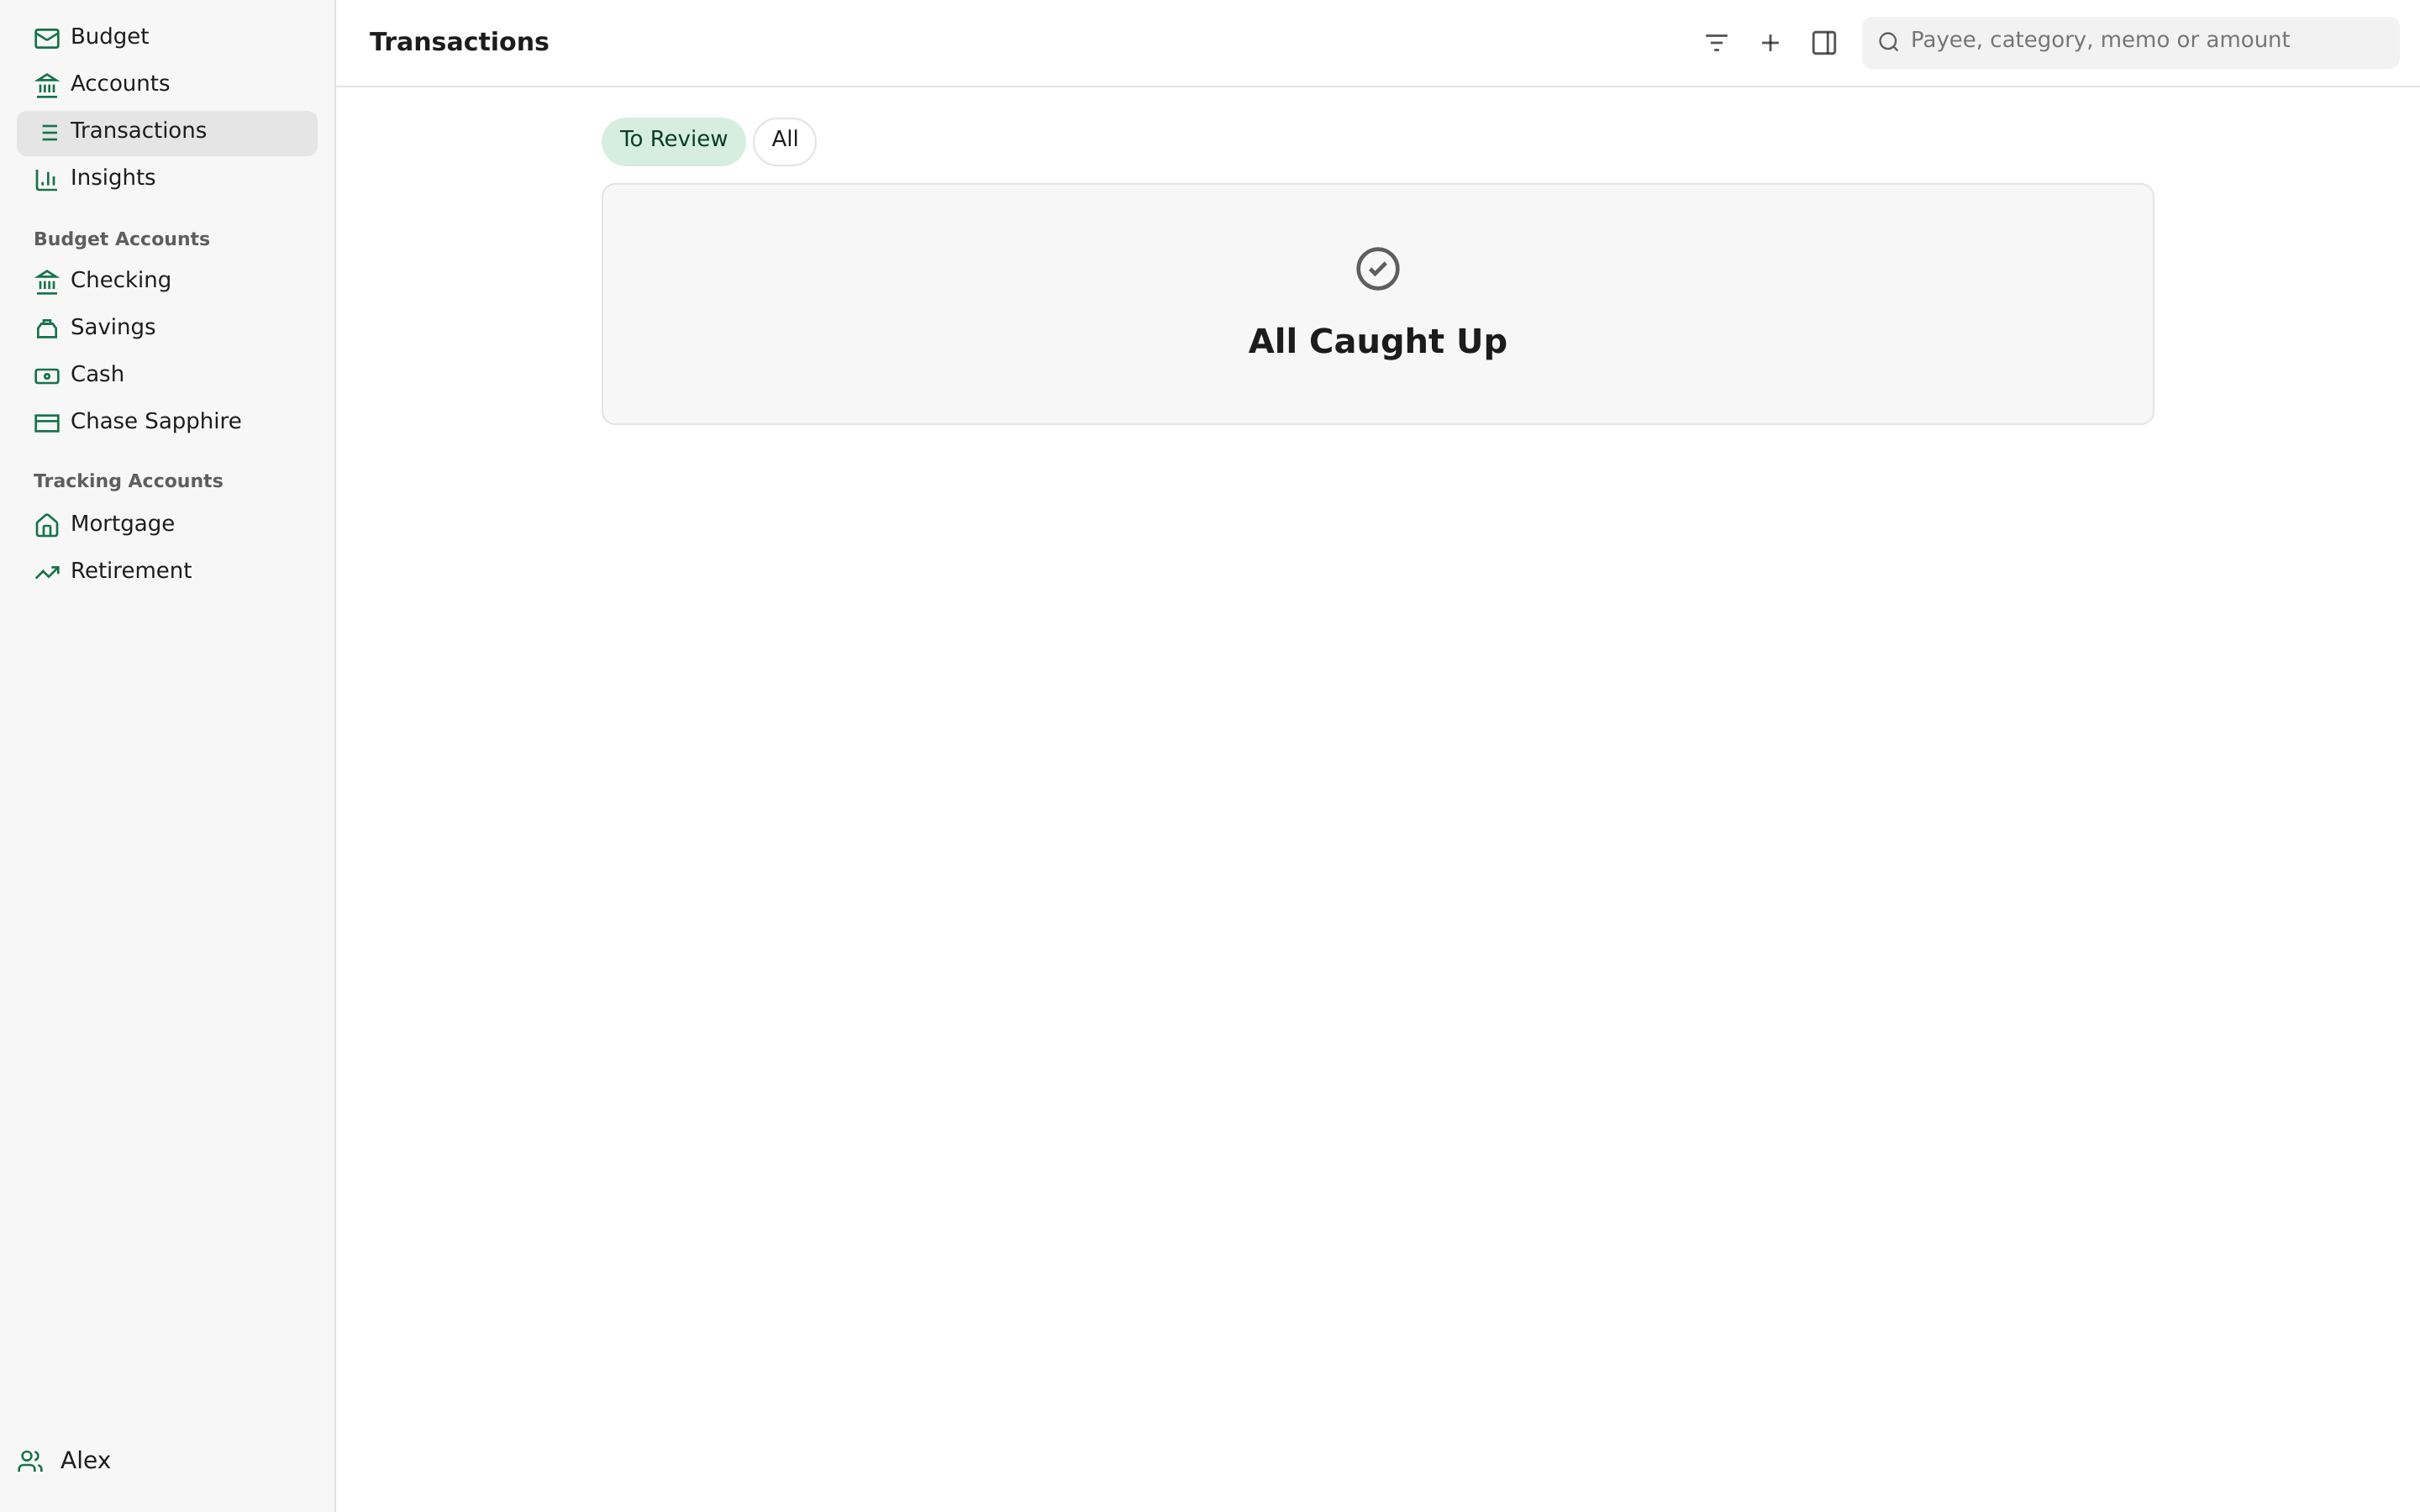 Budget
Accounts
Transactions
Insights
Budget Accounts
Checking
Savings
Cash
Chase Sapphire
Tracking Accounts
Mortgage
Retirement
Alex
Transactions
Payee, category, memo or amount
To Review
All
All Caught Up